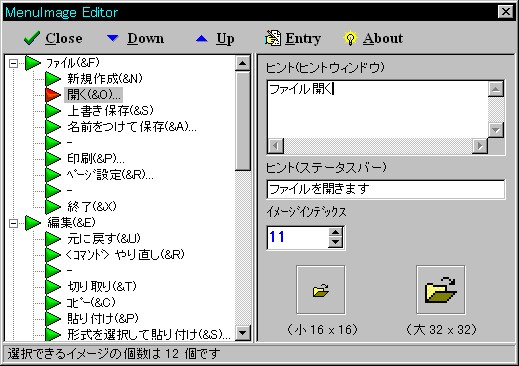 MenuImage Editor
Close Down Up Entry About
ファイル(&F)
新規作成(&N)
開く(&O)...
上書き保存(&S)
名前をつけて保存(&A)...
-
印刷(&P)...
ページ設定(&R)...
-
終了(&X)
編集(&E)
元に戻す(&U)
<コマンド> やり直し(&R)
-
切り取り(&T)
コピー(&C)
貼り付け(&P)
形式を選択して貼り付け(&S)...
ヒント(ヒントウィンドウ)
ファイル開く
ヒント(ステータスバー)
ファイルを開きます
イメージインデックス
11
(小 16 x 16)
(大 32 x 32)
選択できるイメージの個数は 12 個です